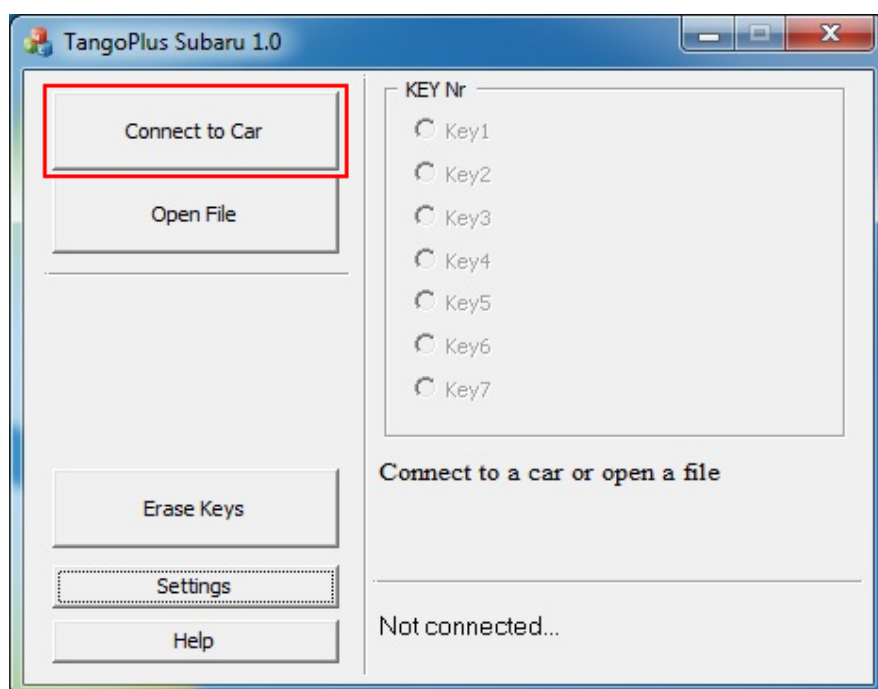 TangoPlus Subaru 1.0
Connect to Car
Open File
Erase Keys
Settings
Help
KEY Nr
Key1
Key2
Key3
Key4
Key5
Key6
Key7
Connect to a car or open a file
Not connected...